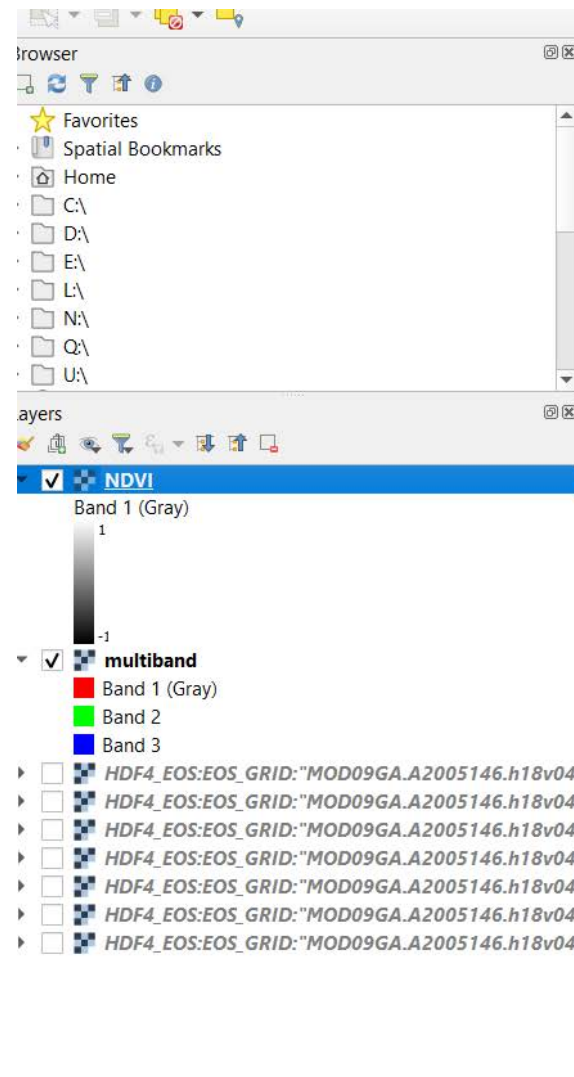 Browser
Favorites
Spatial Bookmarks
Home
C:\
D:\
E:\
L:\
N:\
Q:\
U:\
Layers
NDVI
Band 1 (Gray)
1
-1
multiband
Band 1 (Gray)
Band 2
Band 3
HDF4_EOS:EOS_GRID:"MOD09GA.A2005146.h18v04
HDF4_EOS:EOS_GRID:"MOD09GA.A2005146.h18v04
HDF4_EOS:EOS_GRID:"MOD09GA.A2005146.h18v04
HDF4_EOS:EOS_GRID:"MOD09GA.A2005146.h18v04
HDF4_EOS:EOS_GRID:"MOD09GA.A2005146.h18v04
HDF4_EOS:EOS_GRID:"MOD09GA.A2005146.h18v04
HDF4_EOS:EOS_GRID:"MOD09GA.A2005146.h18v04